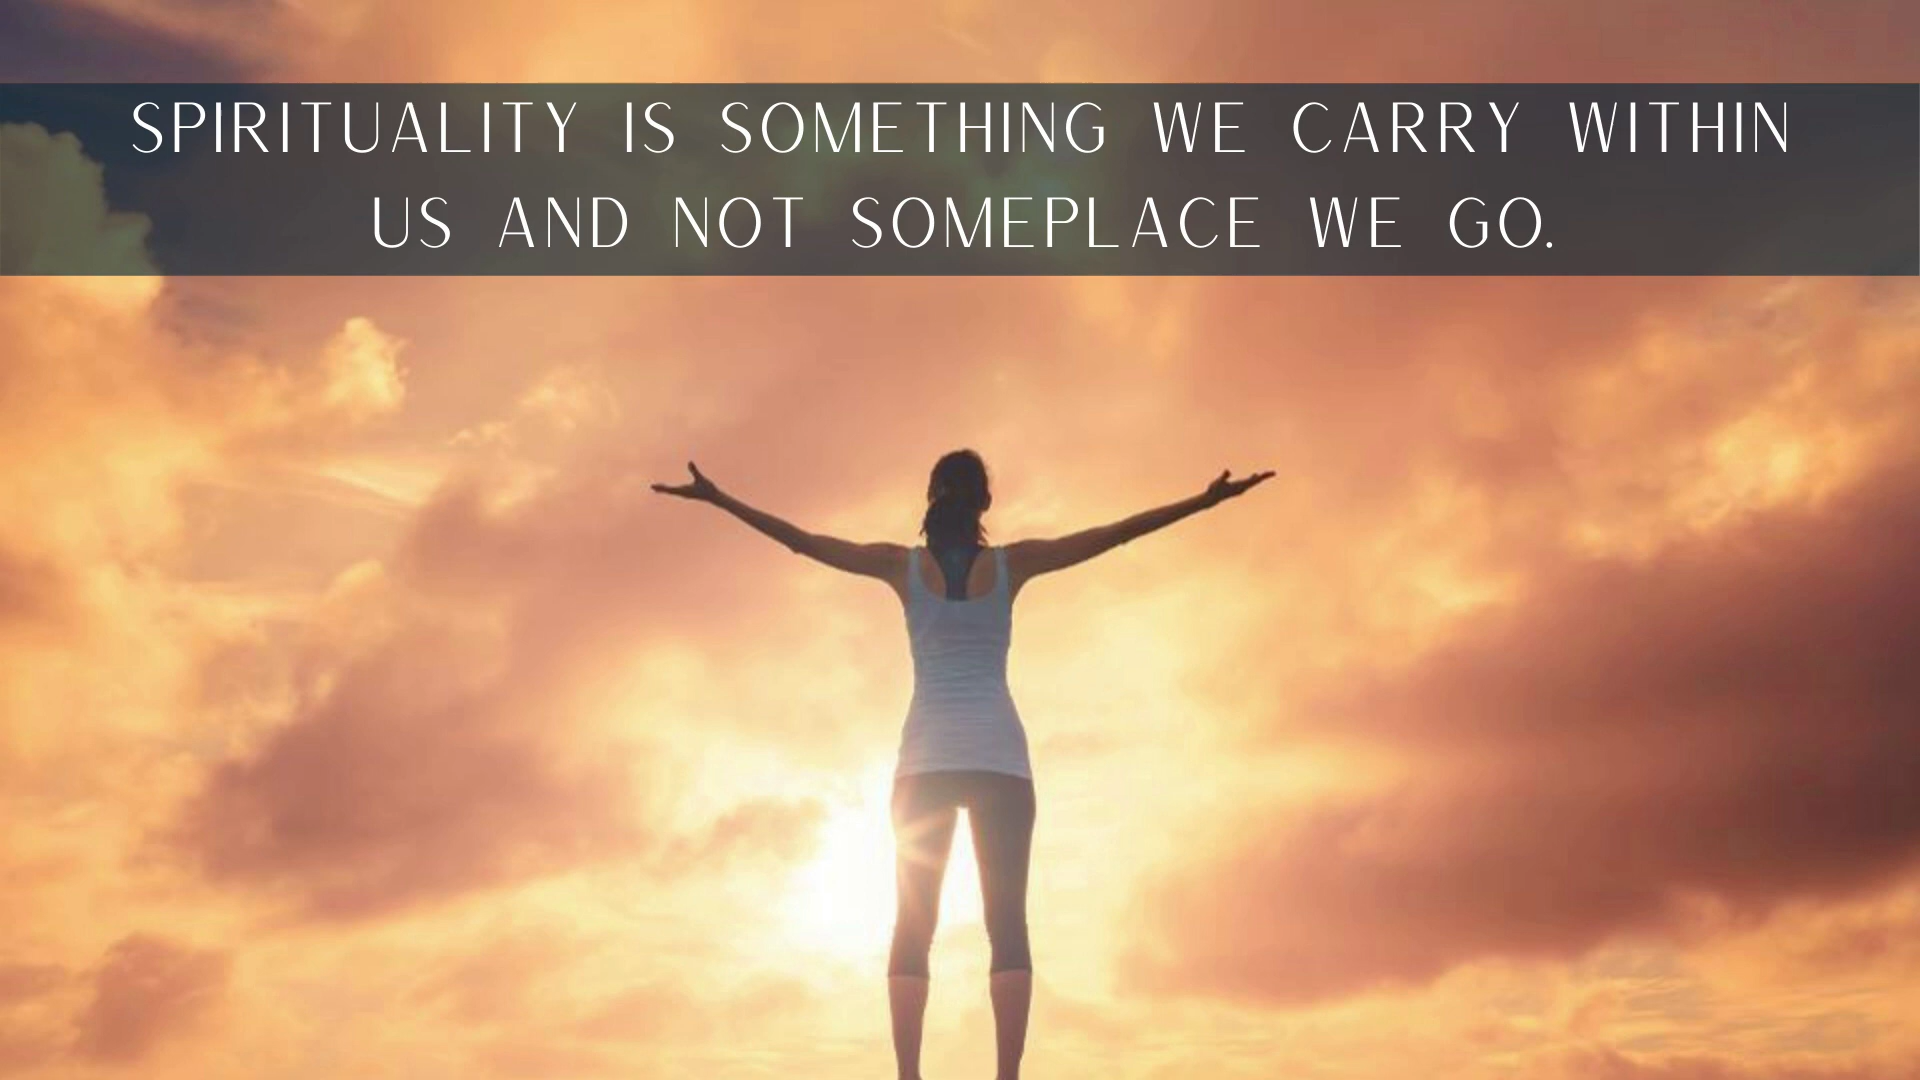 SPIRITUALITY IS SOMETHING WE CARRY WITHIN
US AND NOT SOMEPLACE WE GO.